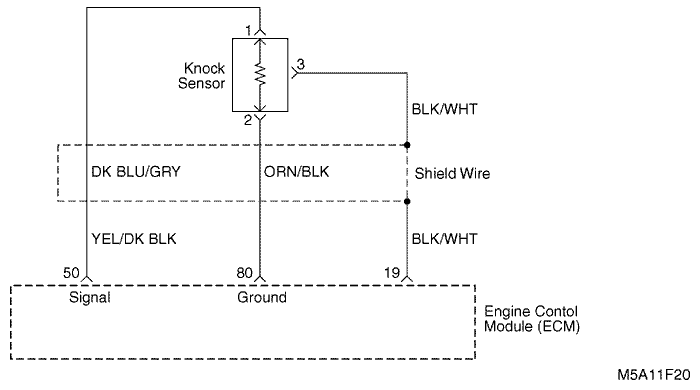 1
3
Knock
Sensor
BLK/WHT
2
DK BLU/GRY
ORN/BLK
Shield Wire
YEL/DK BLK
BLK/WHT
50
80
19
Signal
Ground
Engine Contol
Module (ECM)
M5A11F20